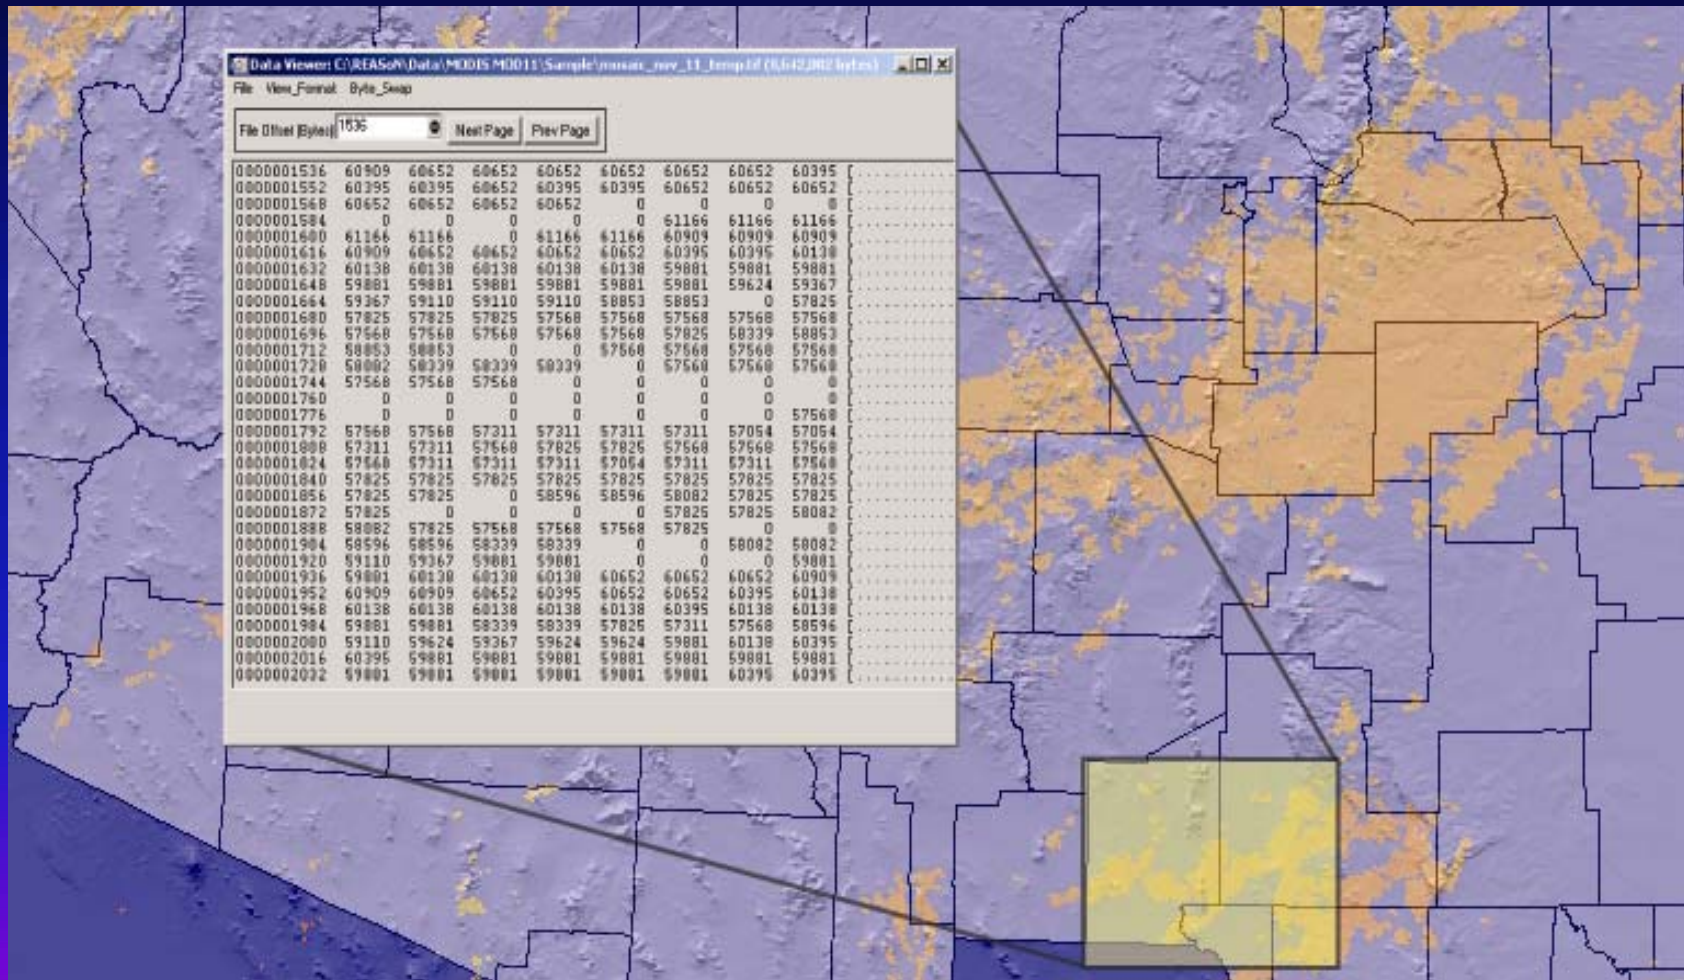 Data Viewer: C:\REASoN\Data\MODIS MOD11\Sample\mosaic_nov_11_temp.tif (8,642,002 bytes)
File View_Format Byte_Swap
File Offset (Bytes) 1536 Next Page Prev Page
0000001536 60909 60652 60652 60652 60652 60652 60652 60395 [
0000001552 60395 60395 60652 60395 60395 60652 60652 60652 [
0000001568 60652 60652 60652 60652 0 0 0 0 [
0000001584 0 0 0 0 0 61166 61166 61166 [
0000001600 61166 61166 0 61166 61166 60909 60909 60909 [
0000001616 60909 60652 60652 60652 60652 60395 60395 60138 [
0000001632 60138 60138 60138 60138 60138 59881 59881 59881 [
0000001648 59881 59881 59881 59881 59881 59881 59624 59367 [
0000001664 59367 59110 59110 59110 58853 58853 0 57825 [
0000001680 57825 57825 57825 57568 57568 57568 57568 57568 [
0000001696 57568 57568 57568 57568 57568 57825 58339 58853 [
0000001712 58853 58853 0 0 57568 57568 57568 57568 [
0000001728 58082 58339 58339 58339 0 57568 57568 57568 [
0000001744 57568 57568 57568 0 0 0 0 0 [
0000001760 0 0 0 0 0 0 0 0 [
0000001776 0 0 0 0 0 0 0 57568 [
0000001792 57568 57568 57311 57311 57311 57311 57054 57054 [
0000001808 57311 57311 57568 57825 57825 57568 57568 57568 [
0000001824 57568 57311 57311 57311 57054 57311 57311 57568 [
0000001840 57825 57825 57825 57825 57825 57825 57825 57825 [
0000001856 57825 57825 0 58596 58596 58082 57825 57825 [
0000001872 57825 0 0 0 0 57825 57825 58082 [
0000001888 58082 57825 57568 57568 57568 57825 0 0 [
0000001904 58596 58596 58339 58339 0 0 58082 58082 [
0000001920 59110 59367 59881 59881 0 0 0 59881 [
0000001936 59881 60138 60138 60138 60652 60652 60652 60909 [
0000001952 60909 60909 60652 60395 60652 60652 60395 60138 [
0000001968 60138 60138 60138 60138 60138 60395 60138 60138 [
0000001984 59881 59881 58339 58339 57825 57311 57568 58596 [
0000002000 59110 59624 59367 59624 59624 59881 60138 60395 [
0000002016 60395 59881 59881 59881 59881 59881 59881 59881 [
0000002032 59881 59881 59881 59881 59881 59881 60395 60395 [